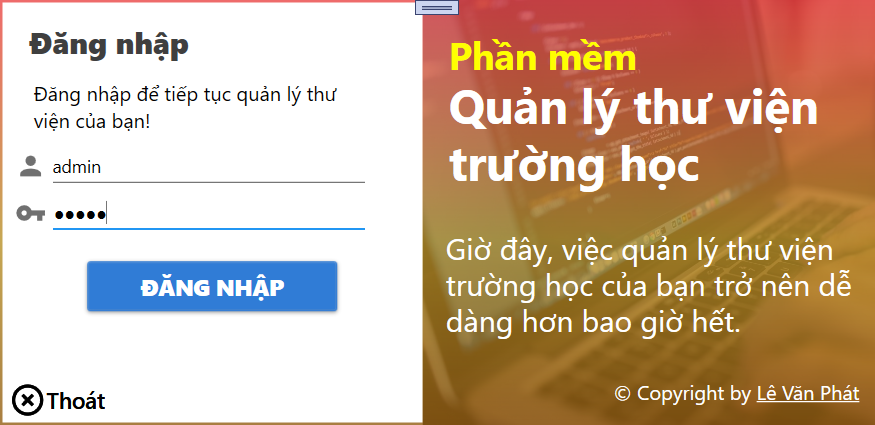 Đăng nhập
Đăng nhập để tiếp tục quản lý thư
viện của bạn!
admin
●●●●●
ĐĂNG NHẬP
Thoát
Phần mềm
Quản lý thư viện
trường học
Giờ đây, việc quản lý thư viện
trường học của bạn trở nên dễ
dàng hơn bao giờ hết.
© Copyright by Lê Văn Phát